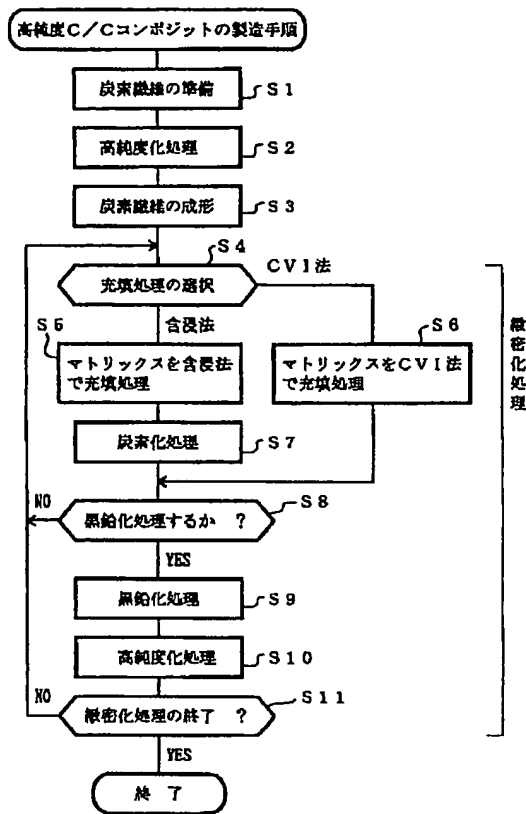 高純度C/Cコンポジットの製造手順
炭素繊維の準備
S1
高純度化処理
S2
炭素繊維の成形
S3
S4
充填処理の選択
CVI法
含浸法
S5
マトリックスを含浸法
で充填処理
S6
マトリックスをCVI法
で充填処理
炭素化処理
S7
S8
黒鉛化処理するか ?
NO
YES
黒鉛化処理
S9
高純度化処理
S10
S11
緻密化処理の終了 ?
NO
YES
終 了
緻密化処理